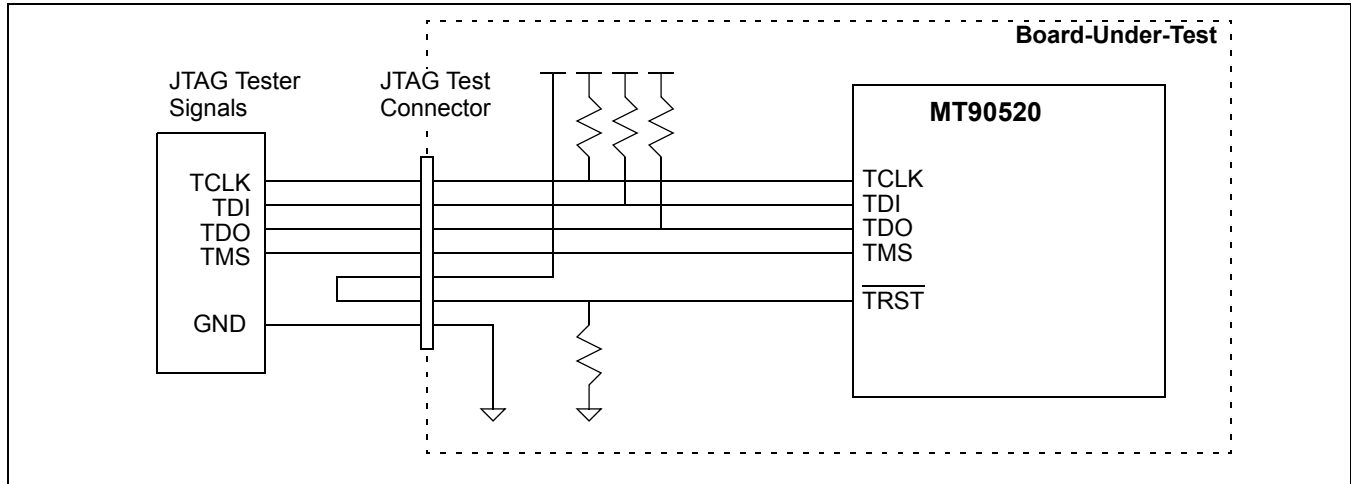 Board-Under-Test
JTAG Tester
Signals
JTAG Test
Connector
MT90520
TCLK
TDI
TDO
TMS
GND
TCLK
TDI
TDO
TMS
TRST